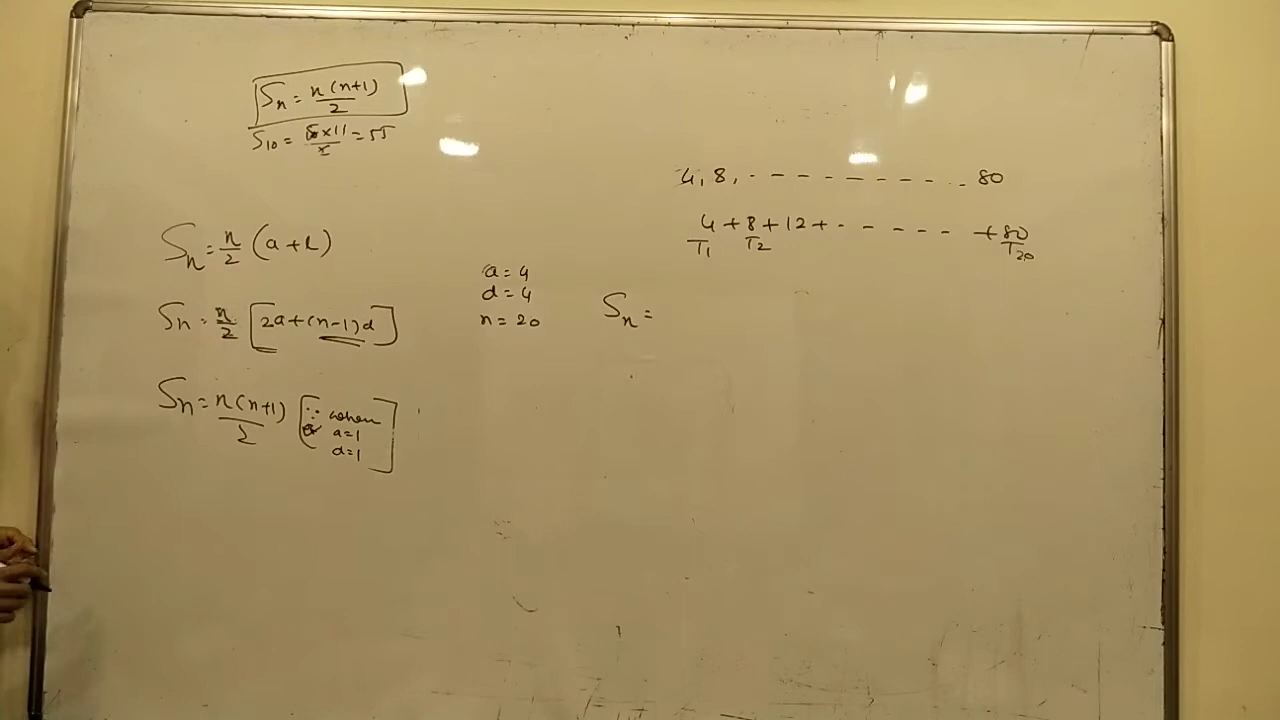 Sn = n(n+1)/2
S10 = 5×11/2 = 55
4, 8, - - - - - - - - - - 80
4 + 8 + 12 + - - - - - - + 80
T1 T2 T20
Sn = n/2 (a+l)
a = 4
d = 4
n = 20
Sn =
Sn = n/2 [2a+(n-1)d]
Sn = n(n+1)/2 [∵ when
a=1
d=1]